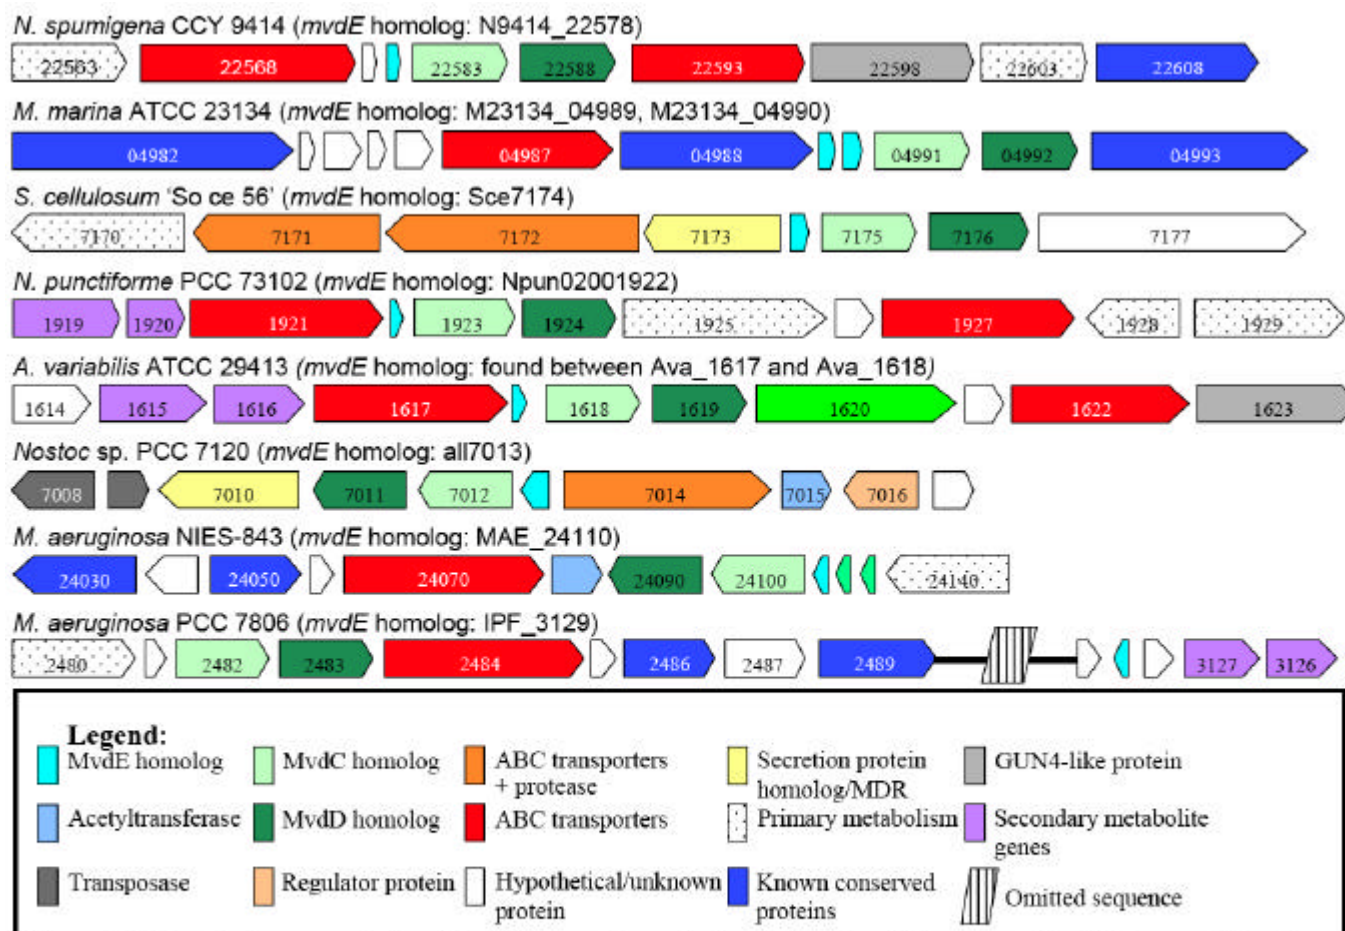 N. spumigena CCY 9414 (mvdE homolog: N9414_22578)
22563 22568 22583 22588 22593 22598 22603 22608
M. marina ATCC 23134 (mvdE homolog: M23134_04989, M23134_04990)
04982 04987 04988 04991 04992 04993
S. cellulosum 'So ce 56' (mvdE homolog: Sce7174)
7170 7171 7172 7173 7175 7176 7177
N. punctiforme PCC 73102 (mvdE homolog: Npun02001922)
1919 1920 1921 1923 1924 1925 1927 1928 1929
A. variabilis ATCC 29413 (mvdE homolog: found between Ava_1617 and Ava_1618)
1614 1615 1616 1617 1618 1619 1620 1622 1623
Nostoc sp. PCC 7120 (mvdE homolog: all7013)
7008 7010 7011 7012 7014 7015 7016
M. aeruginosa NIES-843 (mvdE homolog: MAE_24110)
24030 24050 24070 24090 24100 24140
M. aeruginosa PCC 7806 (mvdE homolog: IPF_3129)
2480 2482 2483 2484 2486 2487 2489 3127 3126
Legend:
MvdE homolog
Acetyltransferase
Transposase
MvdC homolog
MvdD homolog
Regulator protein
ABC transporters
+ protease
ABC transporters
Hypothetical/unknown
protein
Secretion protein
homolog/MDR
Primary metabolism
Known conserved
proteins
GUN4-like protein
Secondary metabolite
genes
Omitted sequence